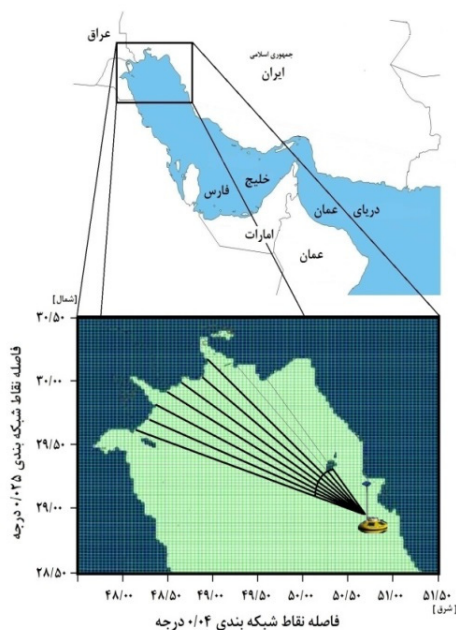 عراق
جمهوری اسلامی
ایران
خلیج
فارس
دریای
عمان
امارات
عمان
[شمال]
۳۰/۵۰
۳۰/۰۰
۲۹/۵۰
۲۹/۰۰
۲۸/۵۰
فاصله نقاط شبکه بندی ۰/۰۲۵ درجه
۴۸/۰۰ ۴۸/۵۰ ۴۹/۰۰ ۴۹/۵۰ ۵۰/۰۰ ۵۰/۵۰ ۵۱/۰۰ ۵۱/۵۰
[شرق]
فاصله نقاط شبکه بندی ۰/۰۴ درجه